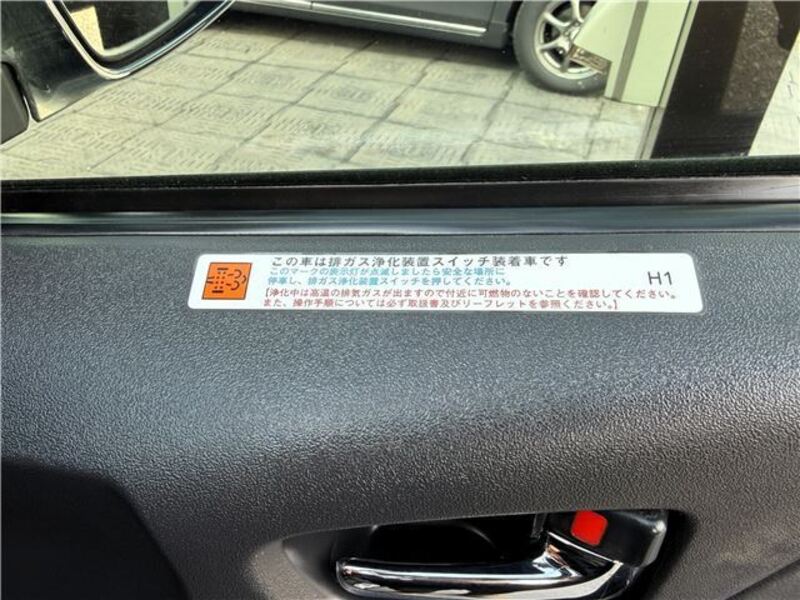 この車は排ガス浄化装置スイッチ装着車です
このマークの表示灯が点滅しましたら安全な場所に
停車し、排ガス浄化装置スイッチを押してください。
H1
【浄化中は高温の排気ガスが出ますので付近に可燃物のないことを確認してください。
また、操作手順については必ず取扱書及びリーフレットを参照ください。】